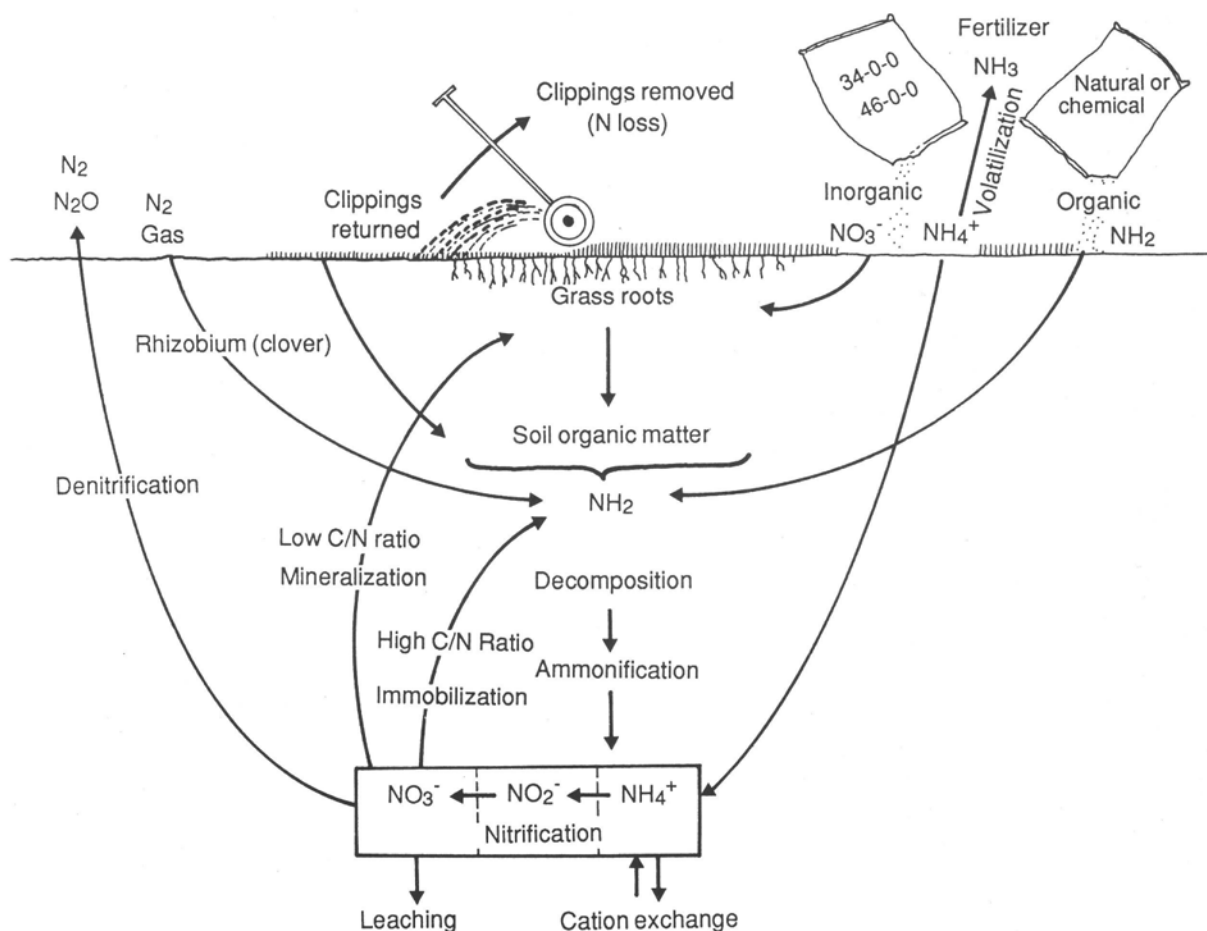 Fertilizer
34-0-0
46-0-0
NH₃
Natural or
chemical
Volatilization
Clippings removed
(N loss)
N₂
N₂O
N₂
Gas
Clippings
returned
Inorganic
NO₃⁻
NH₄⁺
Organic
NH₂
Grass roots
Rhizobium (clover)
Soil organic matter
NH₂
Denitrification
Low C/N ratio
Mineralization
Decomposition
High C/N Ratio
Immobilization
Ammonification
NO₃⁻
NO₂⁻
NH₄⁺
Nitrification
Leaching
Cation exchange